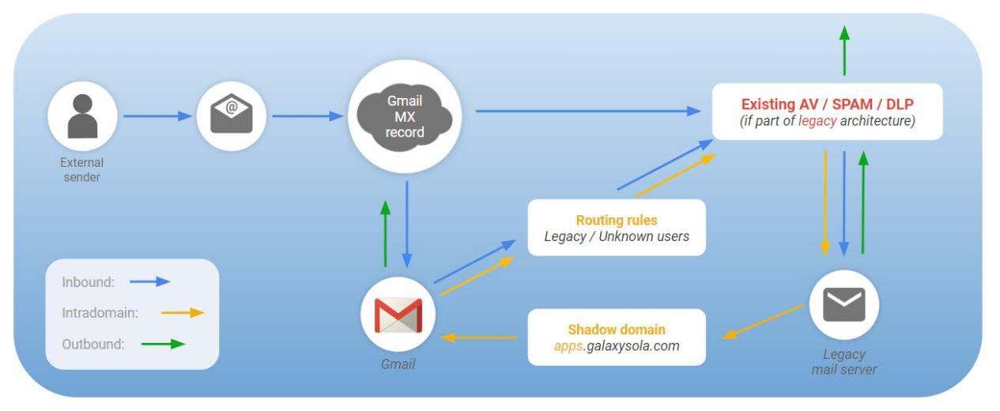 External
sender
@
Gmail
MX
record
Existing AV / SPAM / DLP
(if part of legacy architecture)
Routing rules
Legacy / Unknown users
Inbound:
Intradomain:
Outbound:
Gmail
Shadow domain
apps.galaxysola.com
Legacy
mail server